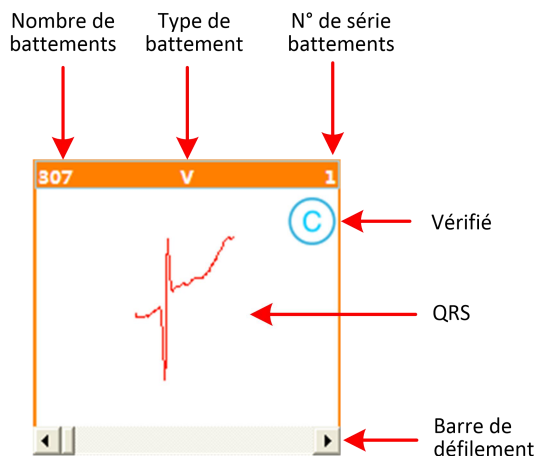 Nombre de
battements
Type de
battement
N° de série
battements
307 V 1
C
Vérifié
QRS
Barre de
défilement